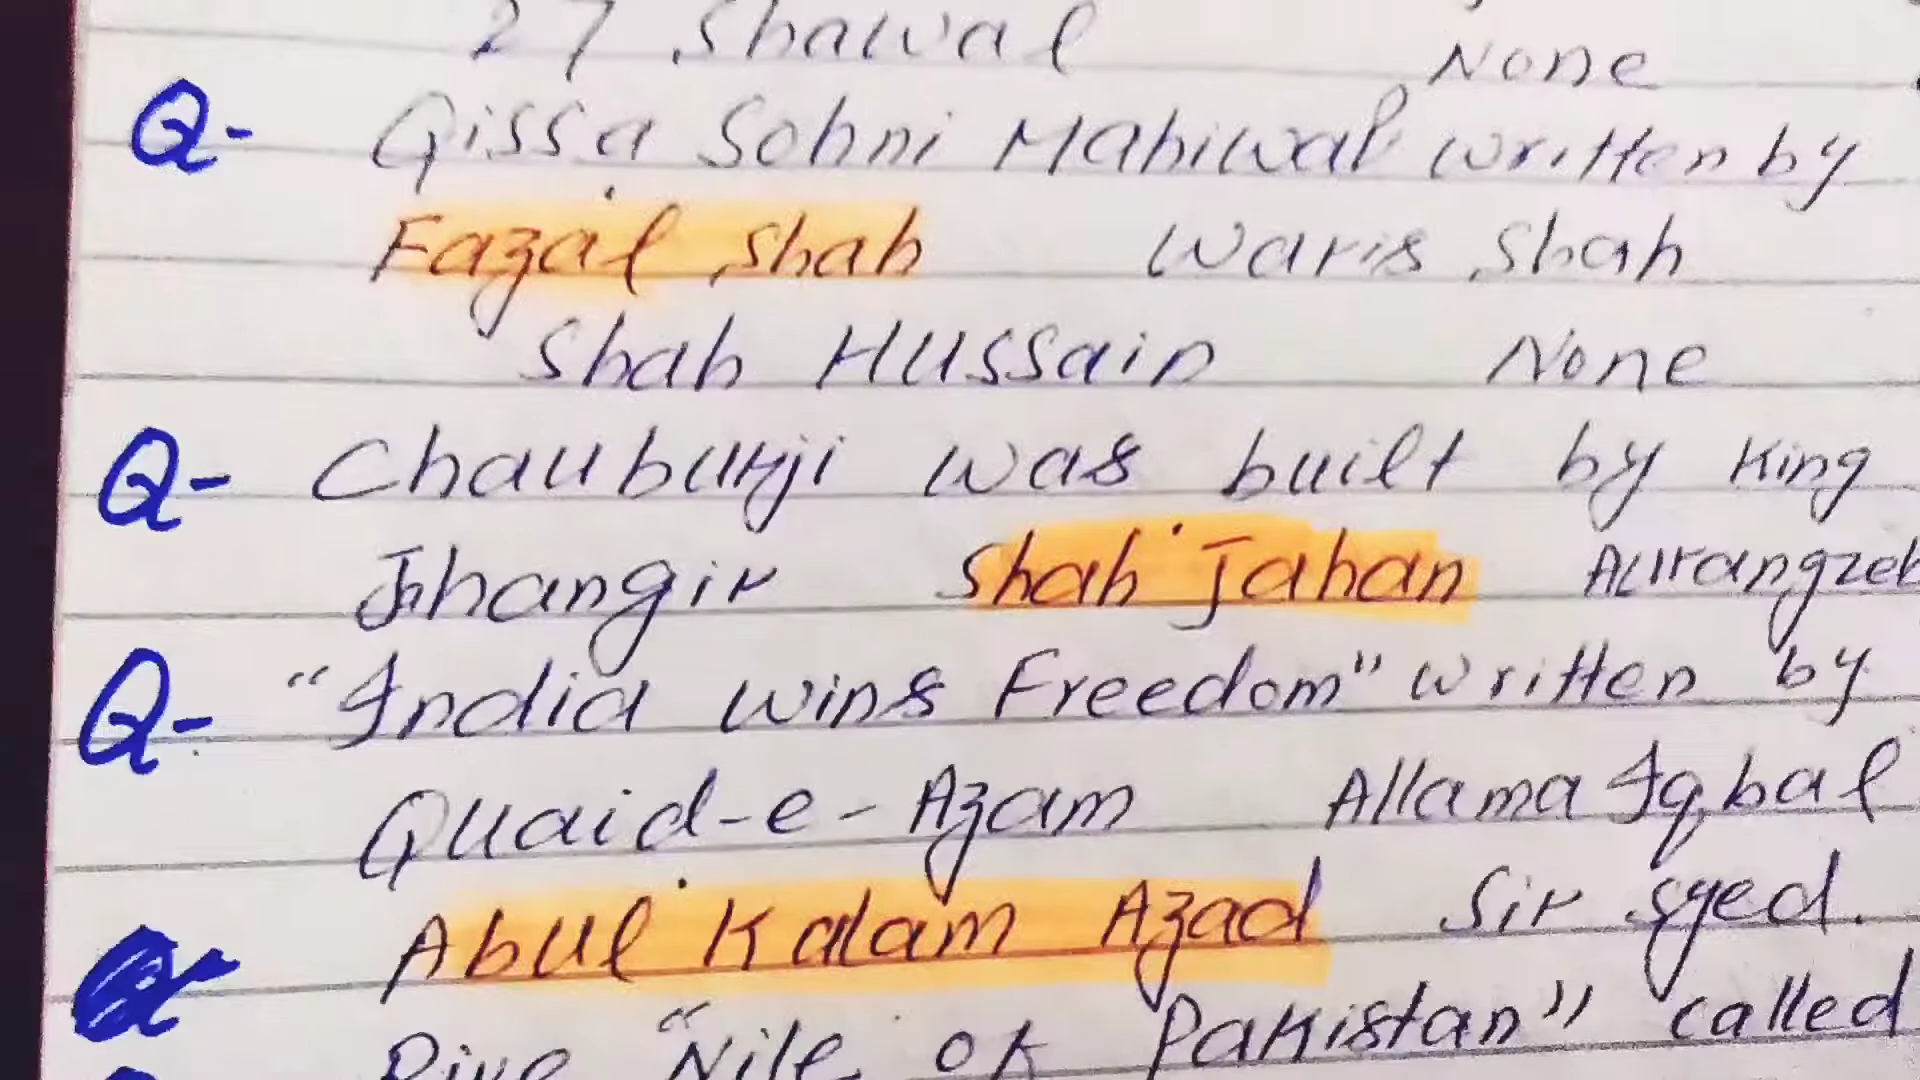 27 Shawal None
Q- Qissa Sohni Mahiwal written by
Fazal Shah Waris Shah
Shah Hussain None
Q- Chauburji was built by King
Jhangir Shah Jahan Aurangzeb
Q- "India wins Freedom" written by
Quaid-e-Azam Allama Iqbal
Abul Kalam Azad Sir Syed.
"Nile of Pakistan" called